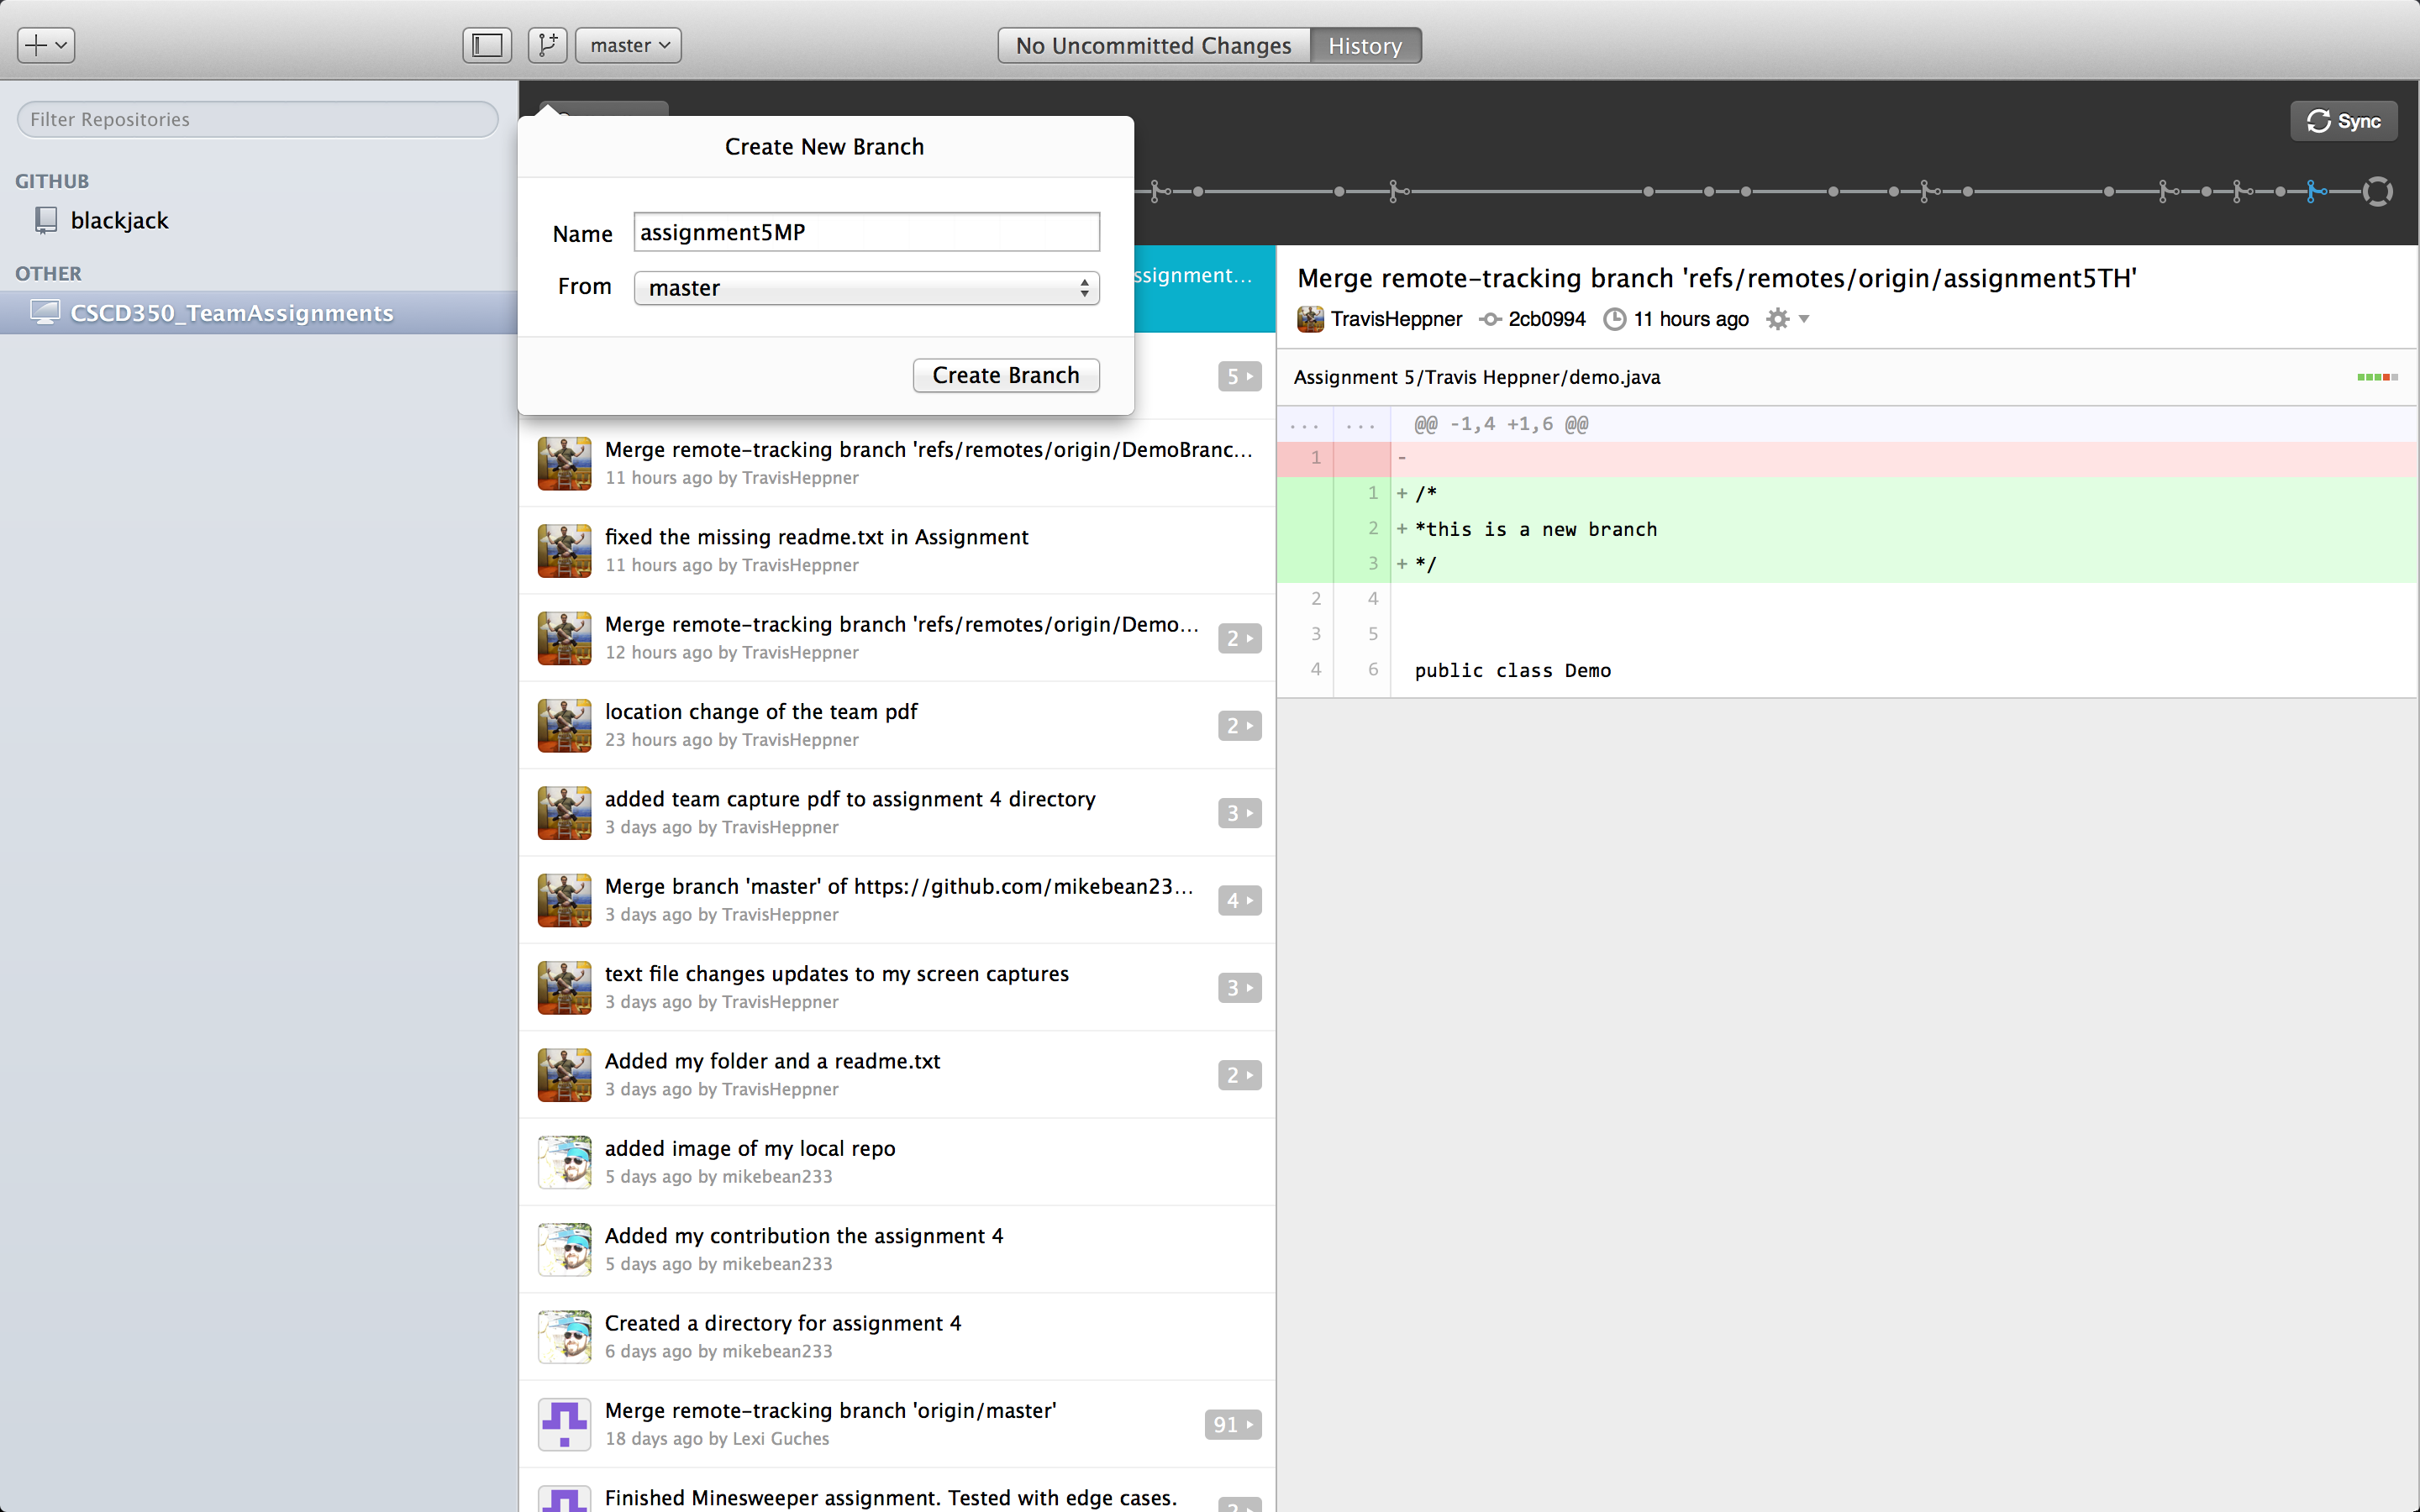 master
No Uncommitted Changes
History
Filter Repositories
GITHUB
blackjack
OTHER
CSCD350_TeamAssignments
Sync
Create New Branch
Name assignment5MP
From master
Create Branch
ssignment...
5
Merge remote-tracking branch 'refs/remotes/origin/DemoBranc...
11 hours ago by TravisHeppner
fixed the missing readme.txt in Assignment
11 hours ago by TravisHeppner
Merge remote-tracking branch 'refs/remotes/origin/Demo...
12 hours ago by TravisHeppner
2
location change of the team pdf
23 hours ago by TravisHeppner
2
added team capture pdf to assignment 4 directory
3 days ago by TravisHeppner
3
Merge branch 'master' of https://github.com/mikebean23...
3 days ago by TravisHeppner
4
text file changes updates to my screen captures
3 days ago by TravisHeppner
3
Added my folder and a readme.txt
3 days ago by TravisHeppner
2
added image of my local repo
5 days ago by mikebean233
Added my contribution the assignment 4
5 days ago by mikebean233
Created a directory for assignment 4
6 days ago by mikebean233
Merge remote-tracking branch 'origin/master'
18 days ago by Lexi Guches
91
Finished Minesweeper assignment. Tested with edge cases.
Merge remote-tracking branch 'refs/remotes/origin/assignment5TH'
TravisHeppner 2cb0994 11 hours ago
Assignment 5/Travis Heppner/demo.java
... ... @@ -1,4 +1,6 @@
1 -
1 + /*
2 + *this is a new branch
3 + */
2 4
3 5
4 6 public class Demo